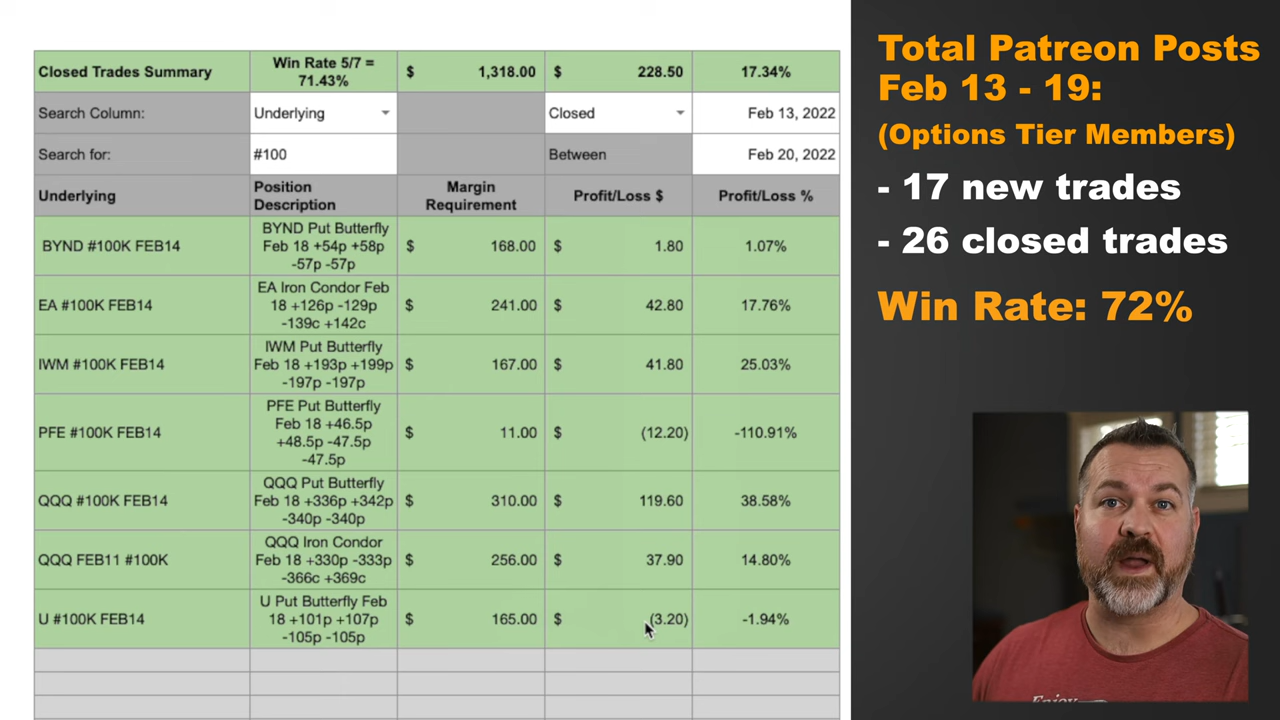 Closed Trades Summary
Win Rate 5/7 =
71.43%
$ 1,318.00
$ 228.50
17.34%
Search Column:
Underlying
Closed
Feb 13, 2022
Search for:
#100
Between
Feb 20, 2022
Underlying
Position
Description
Margin
Requirement
Profit/Loss $
Profit/Loss %
BYND #100K FEB14
BYND Put Butterfly
Feb 18 +54p +58p
-57p -57p
$ 168.00
$ 1.80
1.07%
EA #100K FEB14
EA Iron Condor Feb
18 +126p -129p
-139c +142c
$ 241.00
$ 42.80
17.76%
IWM #100K FEB14
IWM Put Butterfly
Feb 18 +193p +199p
-197p -197p
$ 167.00
$ 41.80
25.03%
PFE #100K FEB14
PFE Put Butterfly
Feb 18 +46.5p
+48.5p -47.5p
-47.5p
$ 11.00
$ (12.20)
-110.91%
QQQ #100K FEB14
QQQ Put Butterfly
Feb 18 +336p +342p
-340p -340p
$ 310.00
$ 119.60
38.58%
QQQ FEB11 #100K
QQQ Iron Condor
Feb 18 +330p -333p
-366c +369c
$ 256.00
$ 37.90
14.80%
U #100K FEB14
U Put Butterfly Feb
18 +101p +107p
-105p -105p
$ 165.00
$ (3.20)
-1.94%
Total Patreon Posts
Feb 13 - 19:
(Options Tier Members)
- 17 new trades
- 26 closed trades
Win Rate: 72%
Enjoy